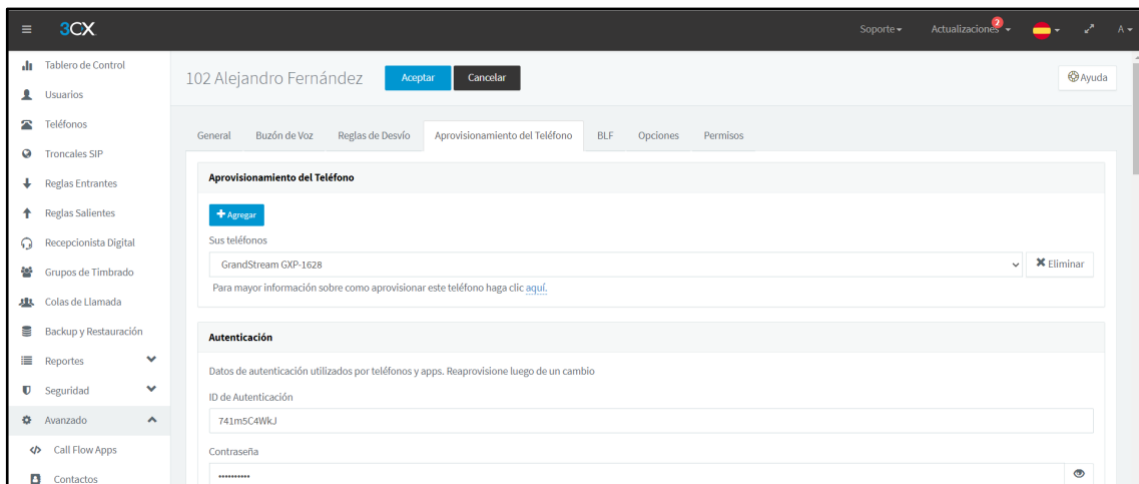 3CX
Soporte
Actualizaciones 2
A
Tablero de Control
Usuarios
Teléfonos
Troncales SIP
Reglas Entrantes
Reglas Salientes
Recepcionista Digital
Grupos de Timbrado
Colas de Llamada
Backup y Restauración
Reportes
Seguridad
Avanzado
Call Flow Apps
Contactos
102 Alejandro Fernández
Aceptar
Cancelar
Ayuda
General
Buzón de Voz
Reglas de Desvío
Aprovisionamiento del Teléfono
BLF
Opciones
Permisos
Aprovisionamiento del Teléfono
Agregar
Sus teléfonos
GrandStream GXP-1628
Eliminar
Para mayor información sobre como aprovisionar este teléfono haga clic aquí.
Autenticación
Datos de autenticación utilizados por teléfonos y apps. Reaprovisione luego de un cambio
ID de Autenticación
741m5C4WkJ
Contraseña
••••••••••